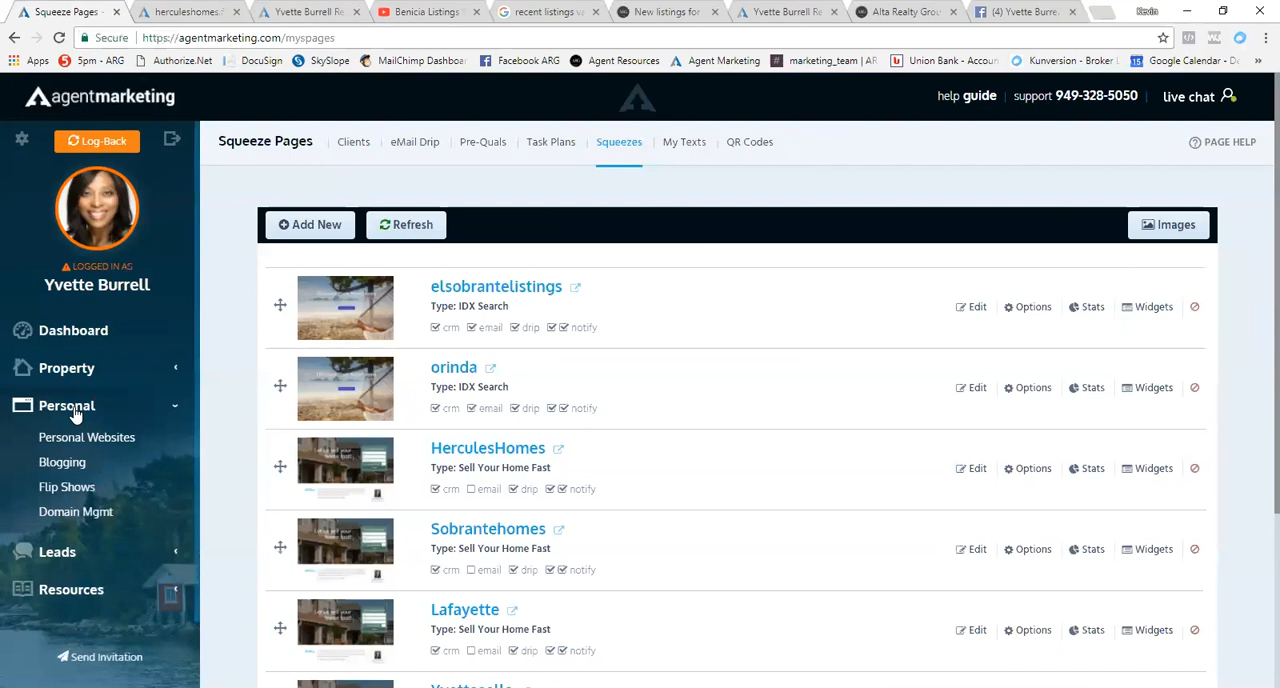 Squeeze Pages -
herculeshomes.
Yvette Burrell Re
Benicia Listings
recent listings va
New listings for
Yvette Burrell Re
Alta Realty Grou
(4) Yvette Burre
Kevin
Secure
https://agentmarketing.com/myspages
Apps
5pm - ARG
Authorize.Net
DocuSign
SkySlope
MailChimp Dashboa
Facebook ARG
Agent Resources
Agent Marketing
marketing_team | AR
Union Bank - Accoun
Kunversion - Broker
Google Calendar - De
agentmarketing
help guide
support 949-328-5050
live chat
Log-Back
LOGGED IN AS
Yvette Burrell
Dashboard
Property
Personal
Personal Websites
Blogging
Flip Shows
Domain Mgmt
Leads
Resources
Send Invitation
Squeeze Pages
Clients
eMail Drip
Pre-Quals
Task Plans
Squeezes
My Texts
QR Codes
PAGE HELP
Add New
Refresh
Images
elsobrantelistings
Type: IDX Search
crm email drip notify
Edit Options Stats Widgets
orinda
Type: IDX Search
crm email drip notify
Edit Options Stats Widgets
HerculesHomes
Type: Sell Your Home Fast
crm email drip notify
Edit Options Stats Widgets
Sobrantehomes
Type: Sell Your Home Fast
crm email drip notify
Edit Options Stats Widgets
Lafayette
Type: Sell Your Home Fast
crm email drip notify
Edit Options Stats Widgets